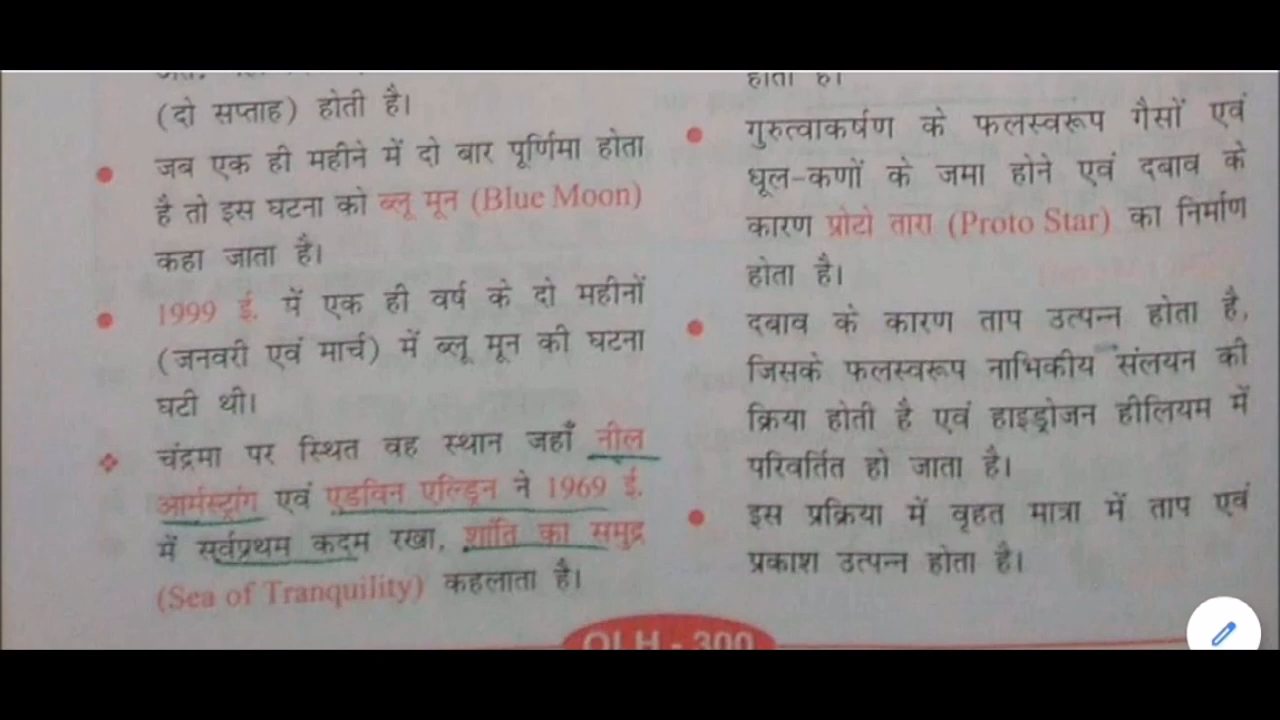 (दो सप्ताह) होती है।
जब एक ही महीने में दो बार पूर्णिमा होता
है तो इस घटना को ब्लू मून (Blue Moon)
कहा जाता है।
1999 ई. में एक ही वर्ष के दो महीनों
(जनवरी एवं मार्च) में ब्लू मून की घटना
घटी थी।
चंद्रमा पर स्थित वह स्थान जहाँ नील
आर्मस्ट्रांग एवं एडविन एल्ड्रिन ने 1969 ई.
में सर्वप्रथम कदम रखा, शांति का समुद्र
(Sea of Tranquility) कहलाता है।
होता है।
गुरुत्वाकर्षण के फलस्वरूप गैसों एवं
धूल-कणों के जमा होने एवं दबाव के
कारण प्रोटो तारा (Proto Star) का निर्माण
होता है।
दबाव के कारण ताप उत्पन्न होता है,
जिसके फलस्वरूप नाभिकीय संलयन की
क्रिया होती है एवं हाइड्रोजन हीलियम में
परिवर्तित हो जाता है।
इस प्रक्रिया में वृहत मात्रा में ताप एवं
प्रकाश उत्पन्न होता है।
QLH - 300